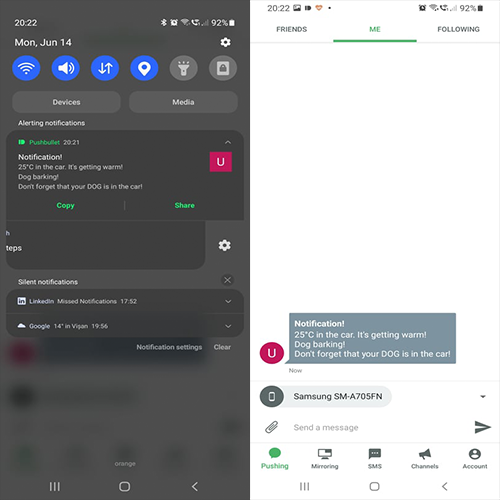 20:22
92%
Mon, Jun 14
Devices
Media
Alerting notifications
Pushbullet 20:21
Notification!
25°C in the car. It's getting warm!
Dog barking!
Don't forget that your DOG is in the car!
U
Copy
Share
h
teps
Silent notifications
in LinkedIn Missed Notifications 17:52
Google 14° in Vișan 19:56
Notification settings
Clear
orange
20:22
92%
FRIENDS
ME
FOLLOWING
U
Notification!
25°C in the car. It's getting warm!
Dog barking!
Don't forget that your DOG is in the car!
Now
Samsung SM-A705FN
Send a message
Pushing
Mirroring
SMS
Channels
Account